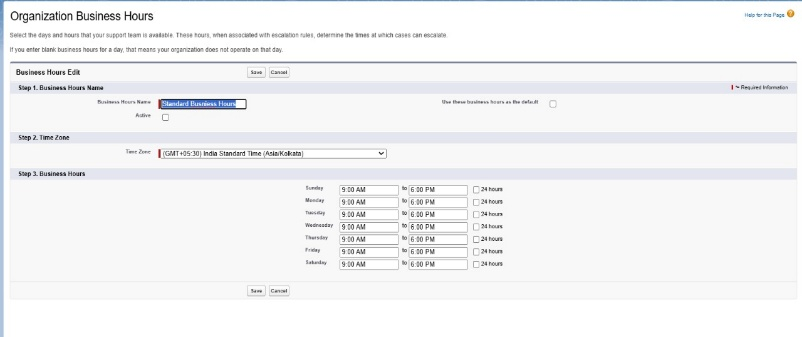 Organization Business Hours
Help for this Page
Select the days and hours that your support team is available. These hours, when associated with escalation rules, determine the times at which cases can escalate.
If you enter blank business hours for a day, that means your organization does not operate on that day.
Business Hours Edit Save Cancel
Step 1. Business Hours Name = Required Information
Business Hours Name Standard Business Hours Use these business hours as the default
Active
Step 2. Time Zone
Time Zone (GMT+05:30) India Standard Time (Asia/Kolkata)
Step 3. Business Hours
Sunday 9:00 AM to 6:00 PM 24 hours
Monday 9:00 AM to 6:00 PM 24 hours
Tuesday 9:00 AM to 6:00 PM 24 hours
Wednesday 9:00 AM to 6:00 PM 24 hours
Thursday 9:00 AM to 6:00 PM 24 hours
Friday 9:00 AM to 6:00 PM 24 hours
Saturday 9:00 AM to 6:00 PM 24 hours
Save Cancel